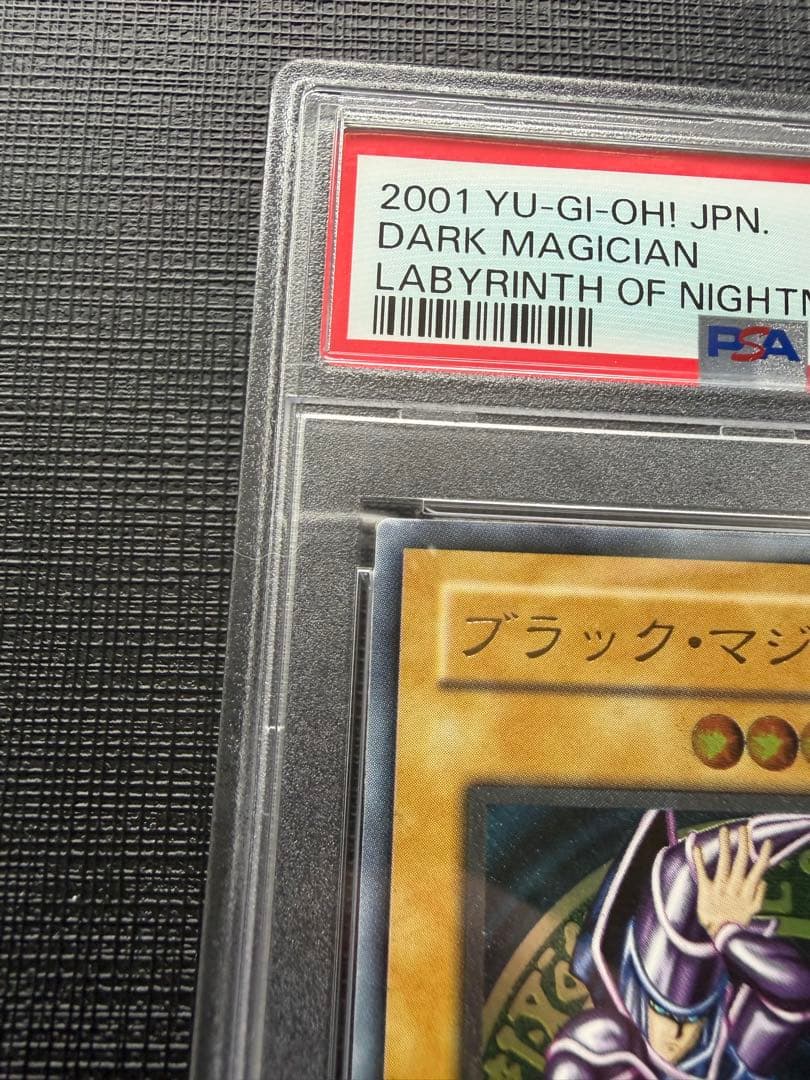 2001 YU-GI-OH! JPN.
DARK MAGICIAN
LABYRINTH OF NIGHTM
PSA
ブラック・マジ